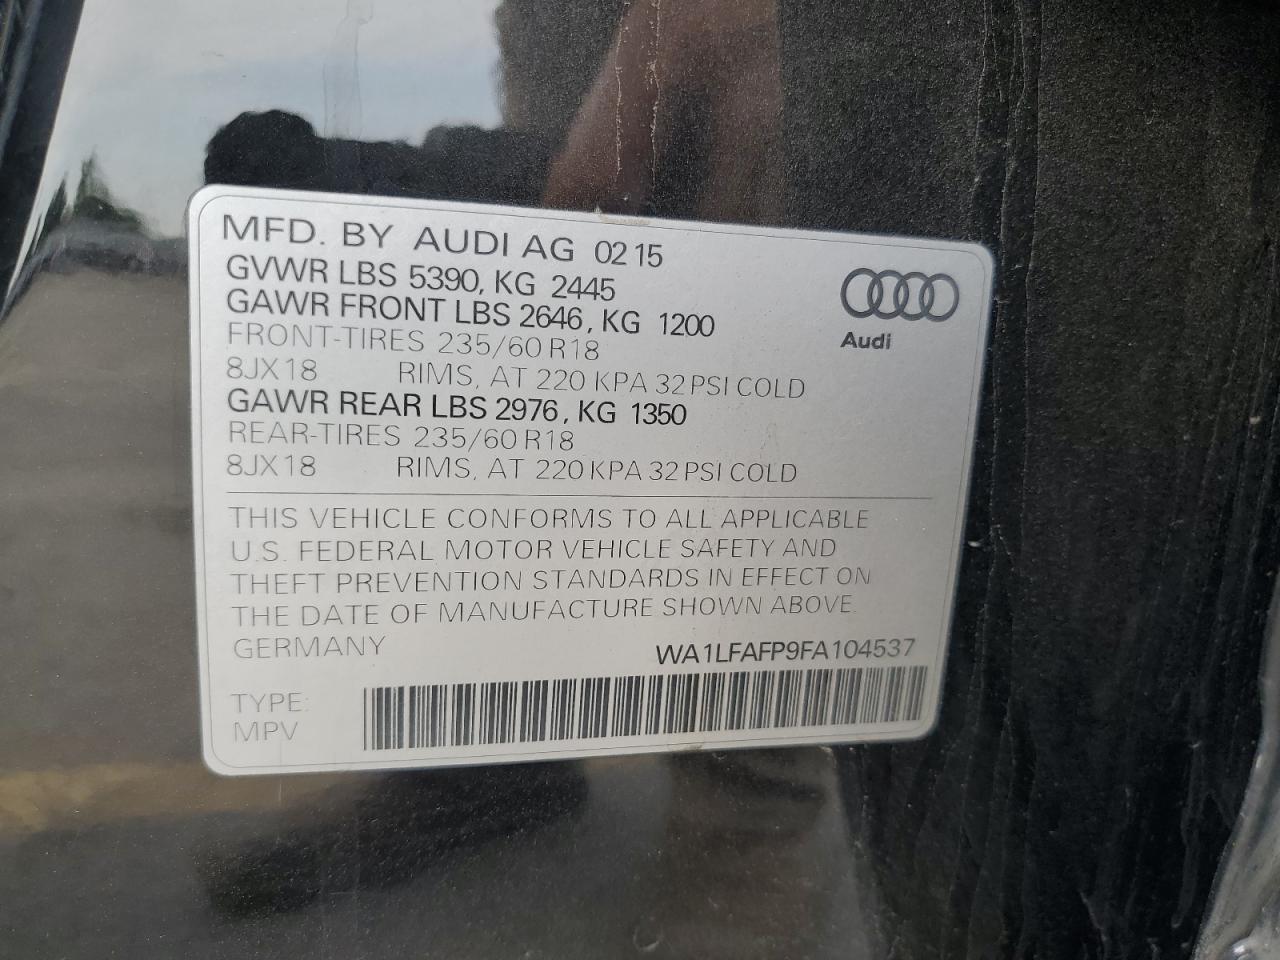 MFD. BY AUDI AG 02 15
GVWR LBS 5390, KG 2445
GAWR FRONT LBS 2646, KG 1200
FRONT-TIRES 235/60 R18
8JX18 RIMS, AT 220 KPA 32 PSI COLD
GAWR REAR LBS 2976, KG 1350
REAR-TIRES 235/60 R18
8JX18 RIMS, AT 220 KPA 32 PSI COLD
Audi
THIS VEHICLE CONFORMS TO ALL APPLICABLE
U.S. FEDERAL MOTOR VEHICLE SAFETY AND
THEFT PREVENTION STANDARDS IN EFFECT ON
THE DATE OF MANUFACTURE SHOWN ABOVE.
GERMANY WA1LFAFP9FA104537
TYPE:
MPV